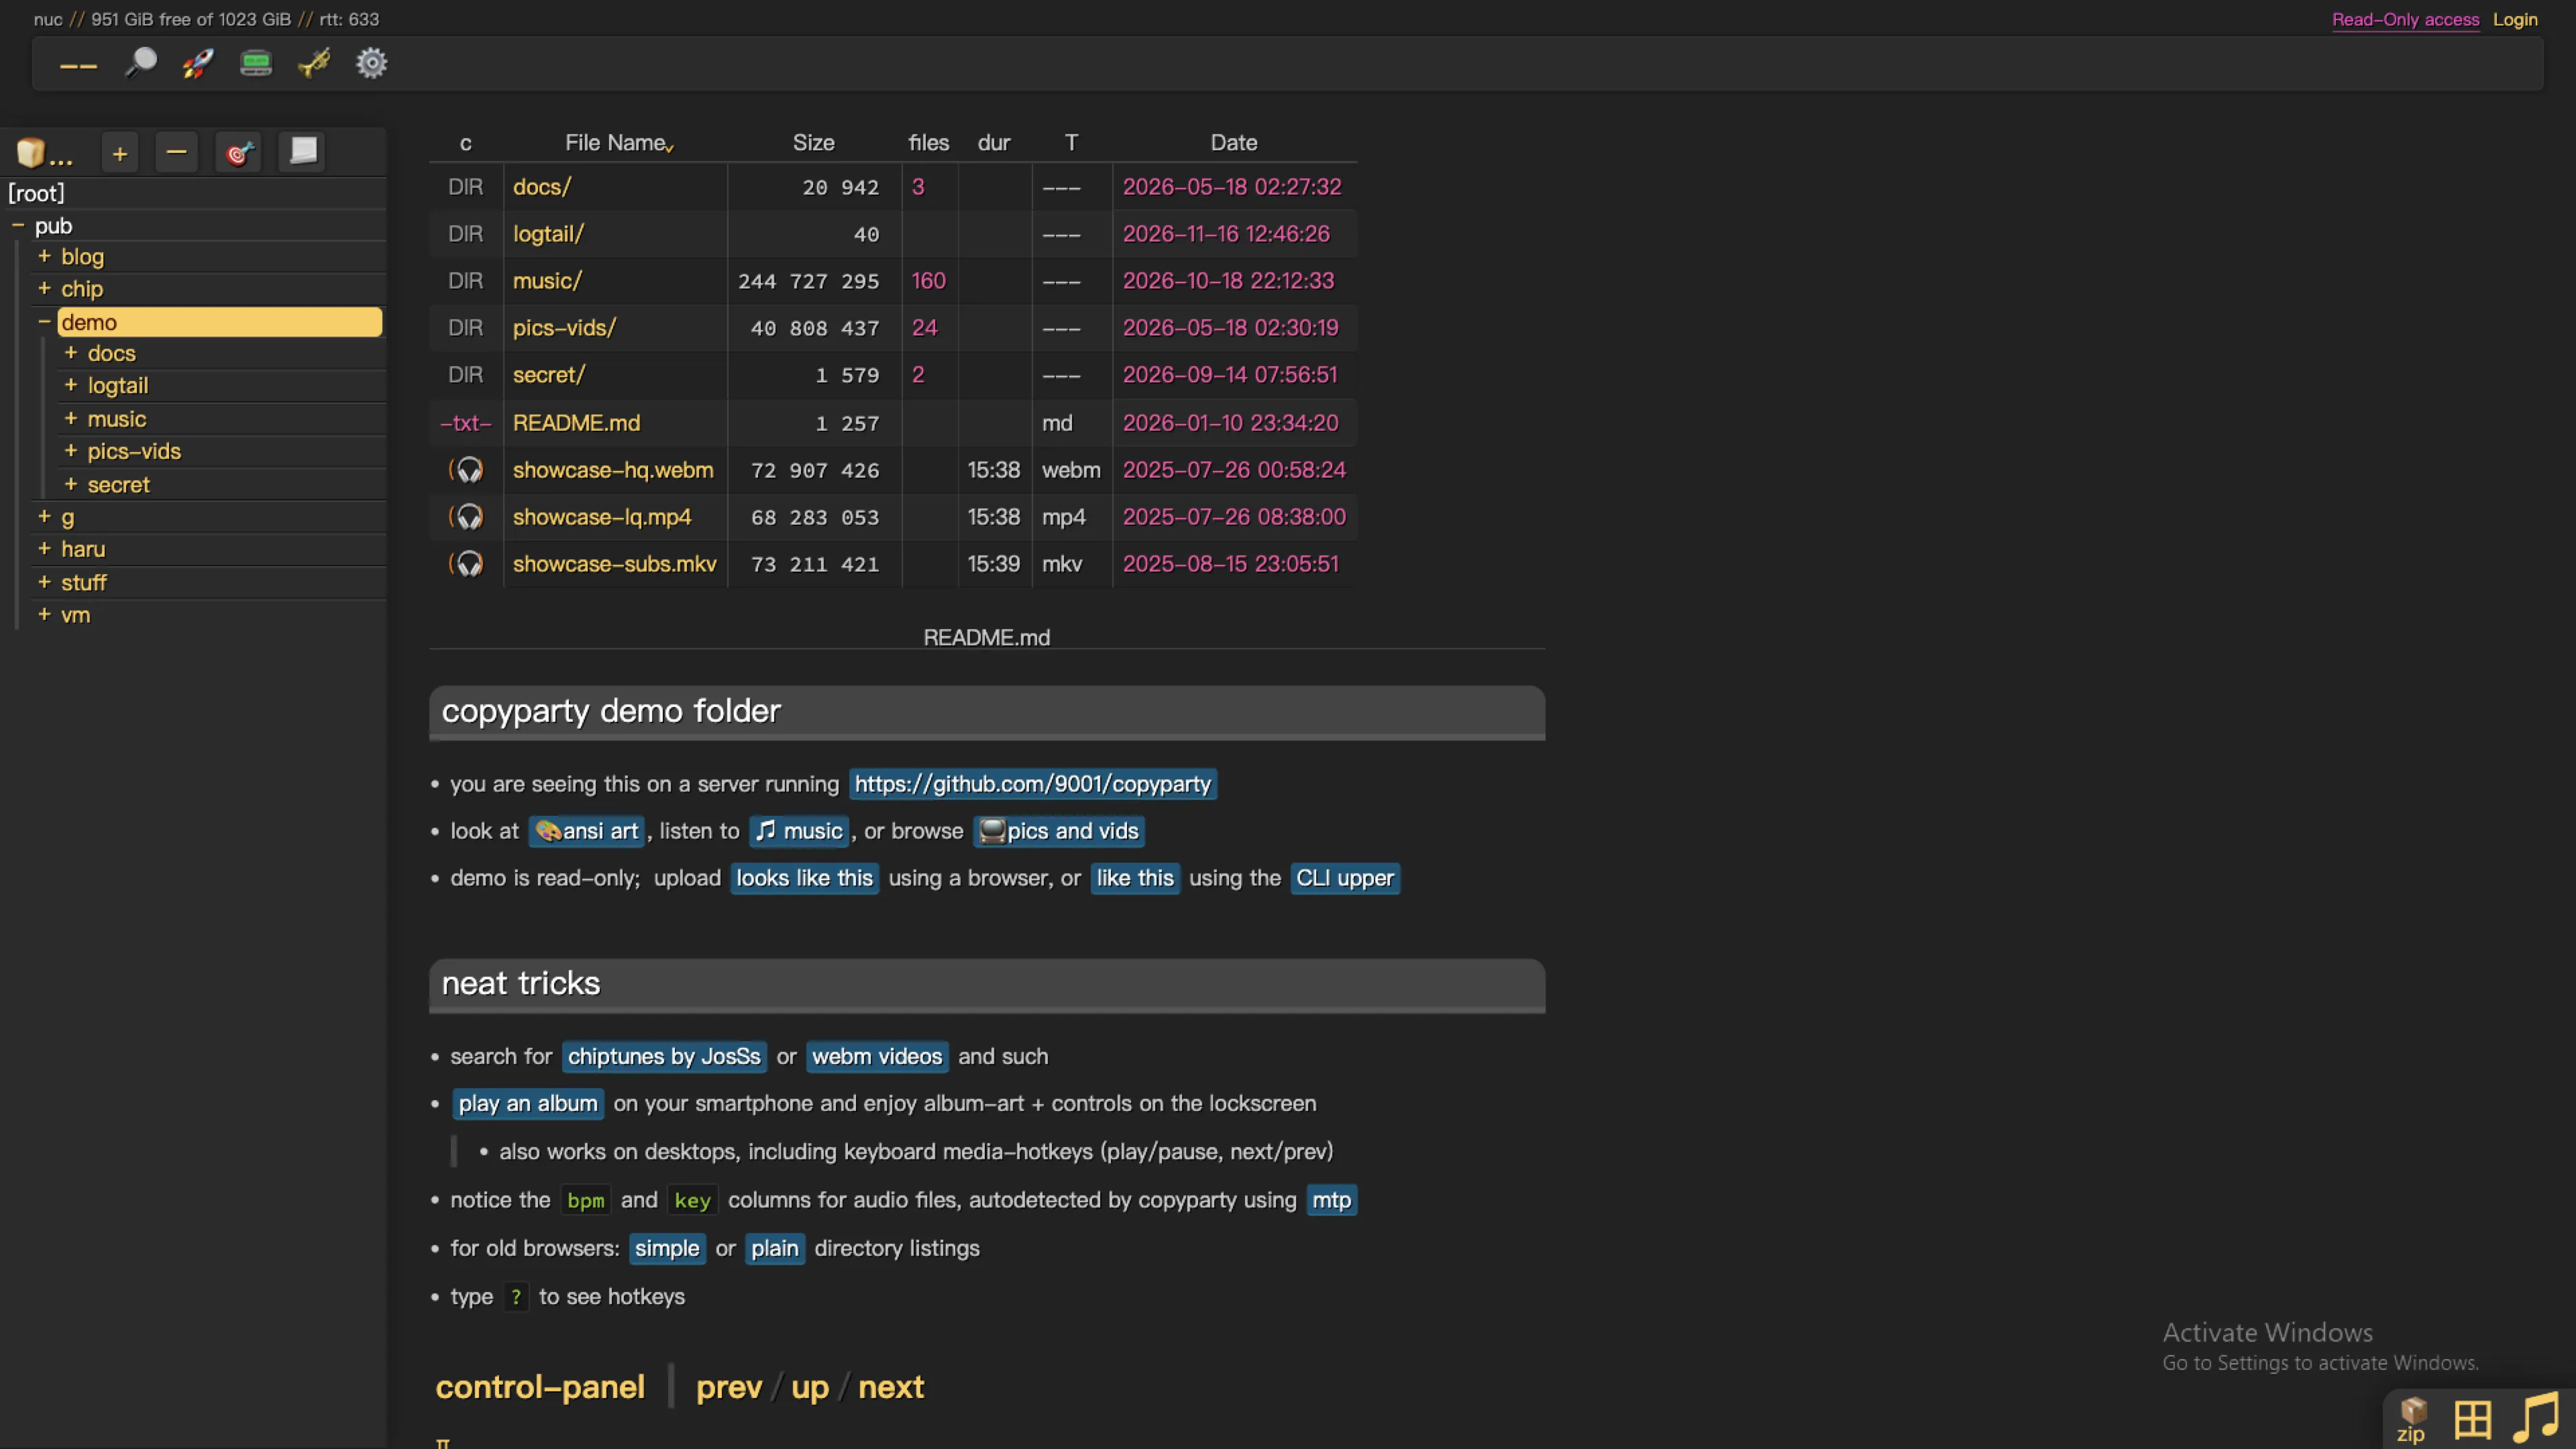 nuc // 951 GiB free of 1023 GiB // rtt: 633
Read-Only access Login
--
... + —
[root]
− pub
+ blog
+ chip
− demo
+ docs
+ logtail
+ music
+ pics-vids
+ secret
+ g
+ haru
+ stuff
+ vm
c File Name Size files dur T Date
DIR docs/ 20 942 3 --- 2026-05-18 02:27:32
DIR logtail/ 40 --- 2026-11-16 12:46:26
DIR music/ 244 727 295 160 --- 2026-10-18 22:12:33
DIR pics-vids/ 40 808 437 24 --- 2026-05-18 02:30:19
DIR secret/ 1 579 2 --- 2026-09-14 07:56:51
-txt- README.md 1 257 md 2026-01-10 23:34:20
(🎧) showcase-hq.webm 72 907 426 15:38 webm 2025-07-26 00:58:24
(🎧) showcase-lq.mp4 68 283 053 15:38 mp4 2025-07-26 08:38:00
(🎧) showcase-subs.mkv 73 211 421 15:39 mkv 2025-08-15 23:05:51
README.md
copyparty demo folder
• you are seeing this on a server running https://github.com/9001/copyparty
• look at 🎨ansi art, listen to 🎵 music, or browse 📺pics and vids
• demo is read-only; upload looks like this using a browser, or like this using the CLI upper
neat tricks
• search for chiptunes by JosSs or webm videos and such
• play an album on your smartphone and enjoy album-art + controls on the lockscreen
• also works on desktops, including keyboard media-hotkeys (play/pause, next/prev)
• notice the bpm and key columns for audio files, autodetected by copyparty using mtp
• for old browsers: simple or plain directory listings
• type ? to see hotkeys
control-panel | prev / up / next
Activate Windows
Go to Settings to activate Windows.
zip